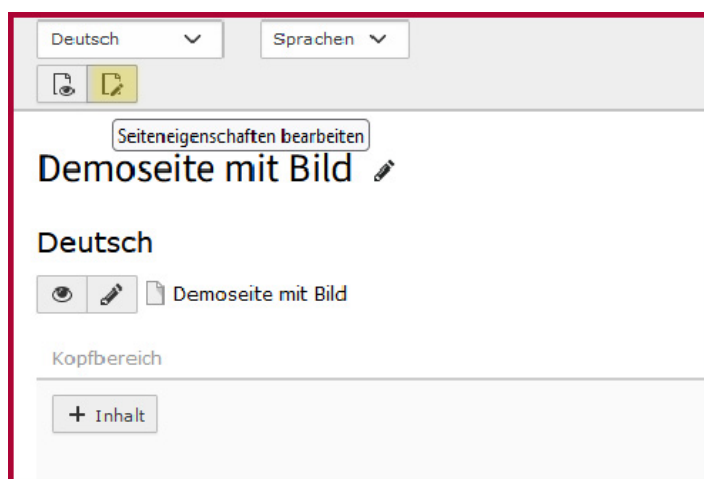 Deutsch Sprachen
Seiteneigenschaften bearbeiten
Demoseite mit Bild
Deutsch
Demoseite mit Bild
Kopfbereich
+ Inhalt